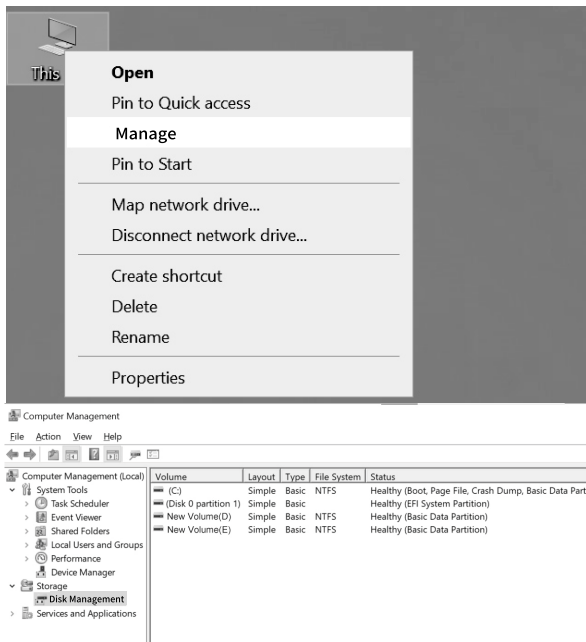 This
Open
Pin to Quick access
Manage
Pin to Start
Map network drive...
Disconnect network drive...
Create shortcut
Delete
Rename
Properties
Computer Management
File Action View Help
Computer Management (Local)
System Tools
Task Scheduler
Event Viewer
Shared Folders
Local Users and Groups
Performance
Device Manager
Storage
Disk Management
Services and Applications
Volume Layout Type File System Status
(C:) Simple Basic NTFS Healthy (Boot, Page File, Crash Dump, Basic Data Part
(Disk 0 partition 1) Simple Basic Healthy (EFI System Partition)
New Volume(D) Simple Basic NTFS Healthy (Basic Data Partition)
New Volume(E) Simple Basic NTFS Healthy (Basic Data Partition)